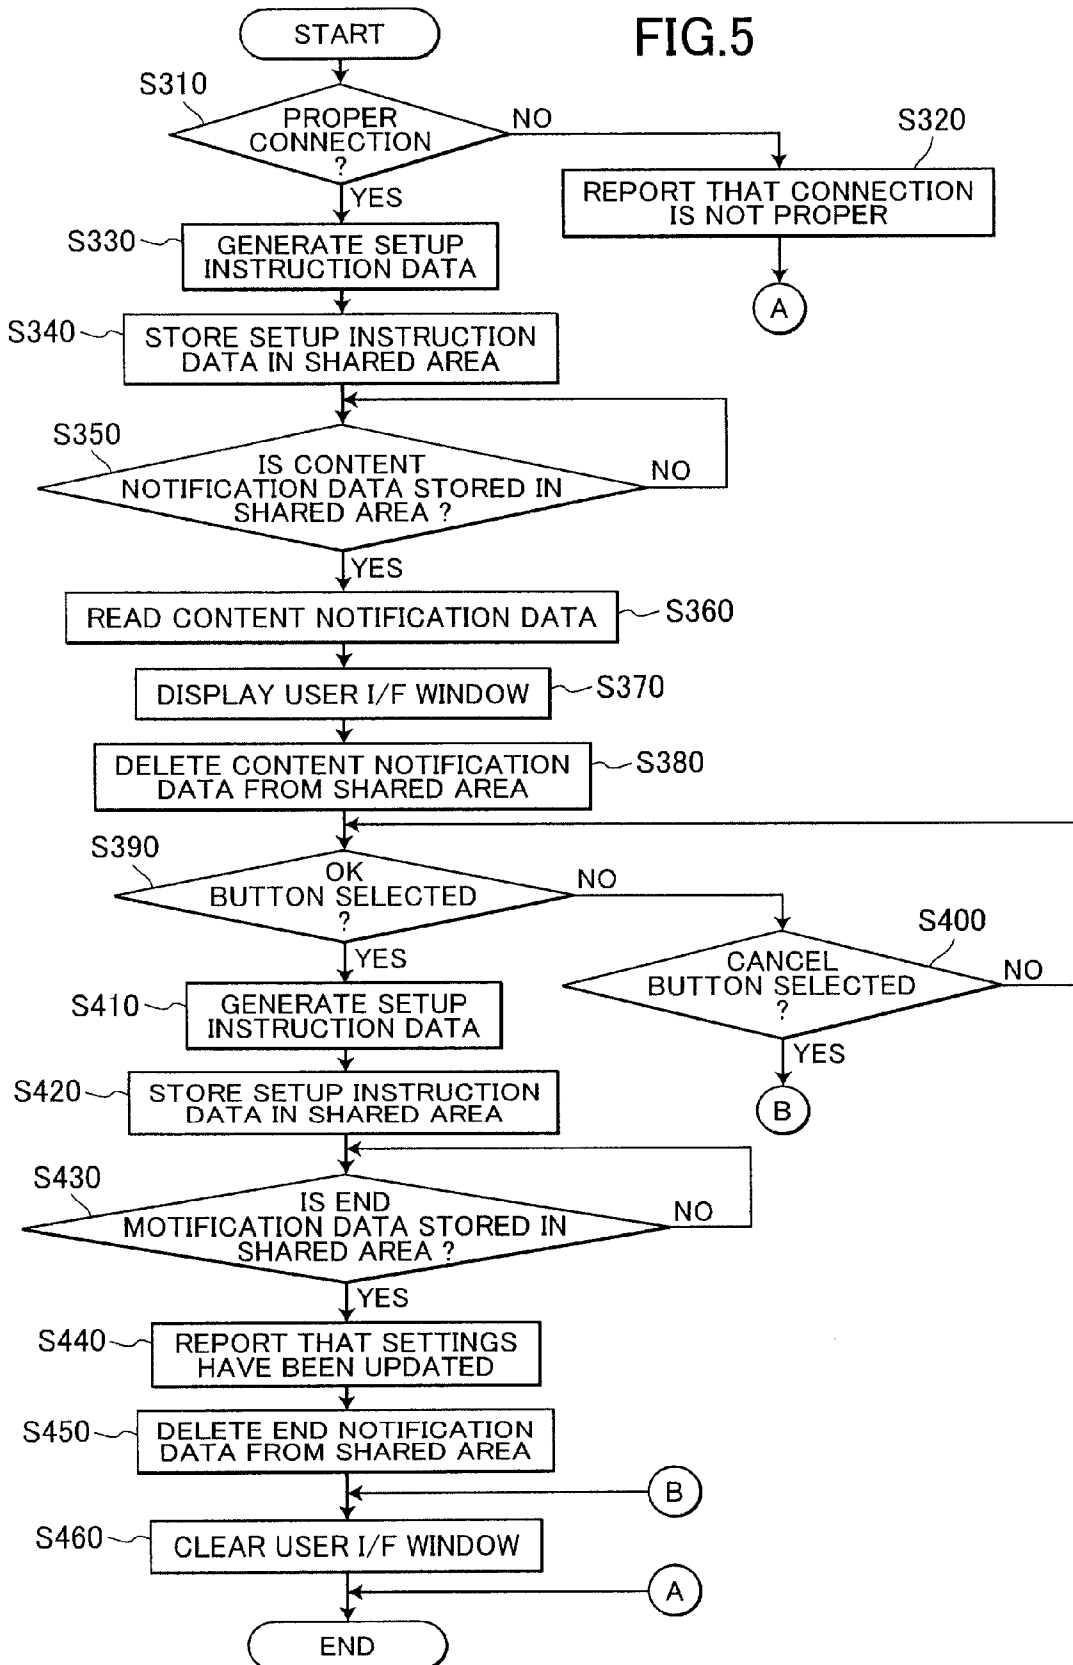 FIG.5
START
S310
PROPER
CONNECTION
?
NO
YES
S320
REPORT THAT CONNECTION
IS NOT PROPER
A
S330
GENERATE SETUP
INSTRUCTION DATA
S340
STORE SETUP INSTRUCTION
DATA IN SHARED AREA
S350
IS CONTENT
NOTIFICATION DATA STORED IN
SHARED AREA ?
NO
YES
READ CONTENT NOTIFICATION DATA
S360
DISPLAY USER I/F WINDOW
S370
DELETE CONTENT NOTIFICATION
DATA FROM SHARED AREA
S380
S390
OK
BUTTON SELECTED
?
NO
YES
S400
CANCEL
BUTTON SELECTED
?
NO
YES
B
S410
GENERATE SETUP
INSTRUCTION DATA
S420
STORE SETUP INSTRUCTION
DATA IN SHARED AREA
S430
IS END
MOTIFICATION DATA STORED IN
SHARED AREA ?
NO
YES
S440
REPORT THAT SETTINGS
HAVE BEEN UPDATED
S450
DELETE END NOTIFICATION
DATA FROM SHARED AREA
B
S460
CLEAR USER I/F WINDOW
A
END